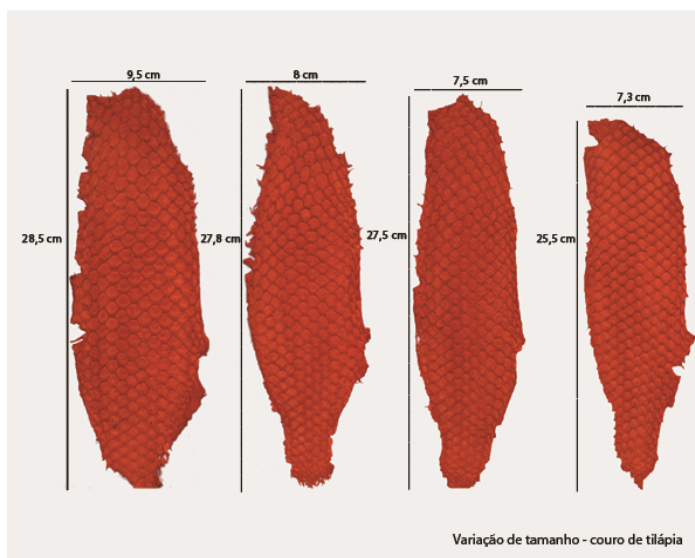 9,5 cm
8 cm
7,5 cm
7,3 cm
28,5 cm
27,8 cm
27,5 cm
25,5 cm
Variação de tamanho - couro de tilápia